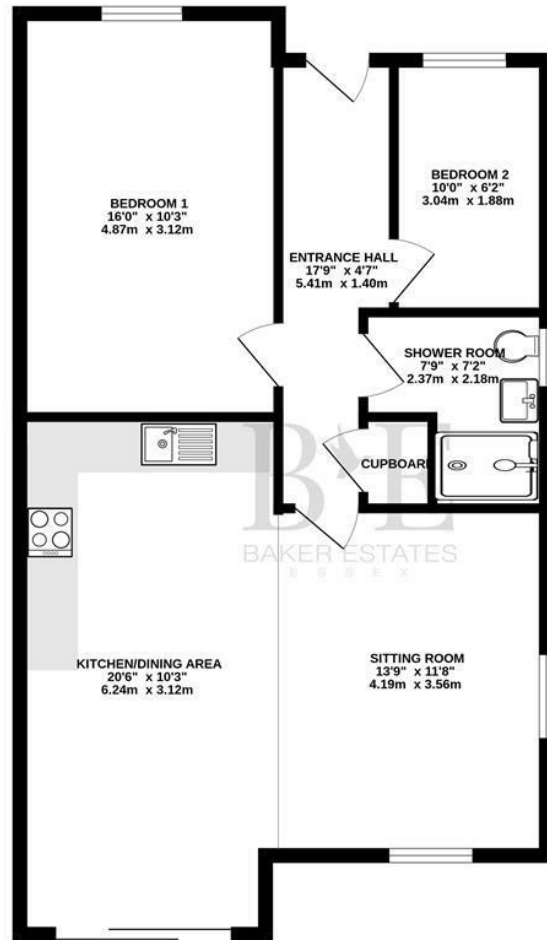 BEDROOM 1
16'0" x 10'3"
4.87m x 3.12m
BEDROOM 2
10'0" x 6'2"
3.04m x 1.88m
ENTRANCE HALL
17'9" x 4'7"
5.41m x 1.40m
SHOWER ROOM
7'9" x 7'2"
2.37m x 2.18m
CUPBOARD
B E
BAKER ESTATES
ESSEX
KITCHEN/DINING AREA
20'6" x 10'3"
6.24m x 3.12m
SITTING ROOM
13'9" x 11'8"
4.19m x 3.56m